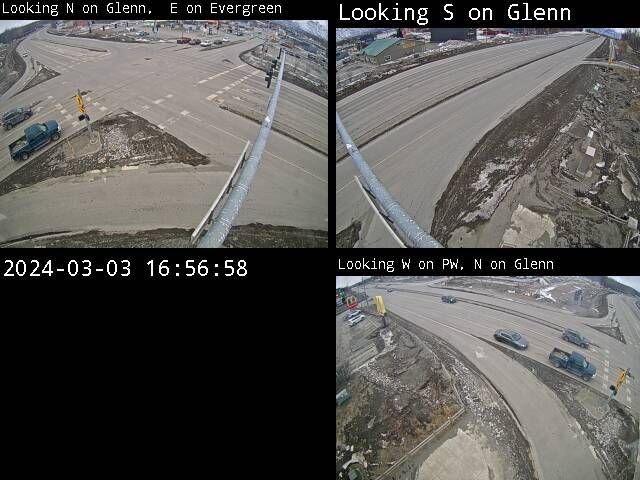 Looking N on Glenn,  E on Evergreen
Looking S on Glenn
2024-03-03 16:56:58
Looking W on PW, N on Glenn